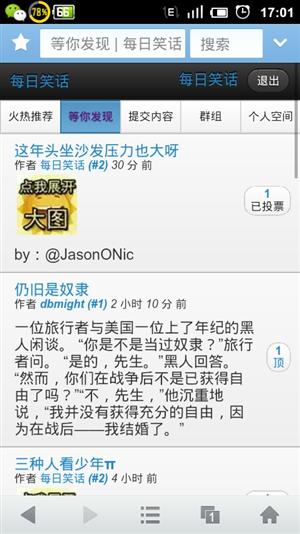 78%
66
E
17:01
等你发现 | 每日笑话
搜索
每日笑话
每日笑话
退出
火热推荐
等你发现
提交内容
群组
个人空间
这年头坐沙发压力也大呀
作者 每日笑话 (#2) 30 分 前
点我展开
大图
1
已投票
by：@JasonONic
仍旧是奴隶
作者 dbmight (#1) 2 小时 10 分 前
一位旅行者与美国一位上了年纪的黑
人闲谈。 “你是不是当过奴隶？”旅行
者问。 “是的，先生。”黑人回答。
“然而，你们在战争后不是已获得自
由了吗？”“不，先生，”他沉重地
说，“我并没有获得充分的自由，因
为在战后——我结婚了。”
1
顶
三种人看少年π
作者 每日笑话 (#2) 4 小时 前
点我展开
1
1